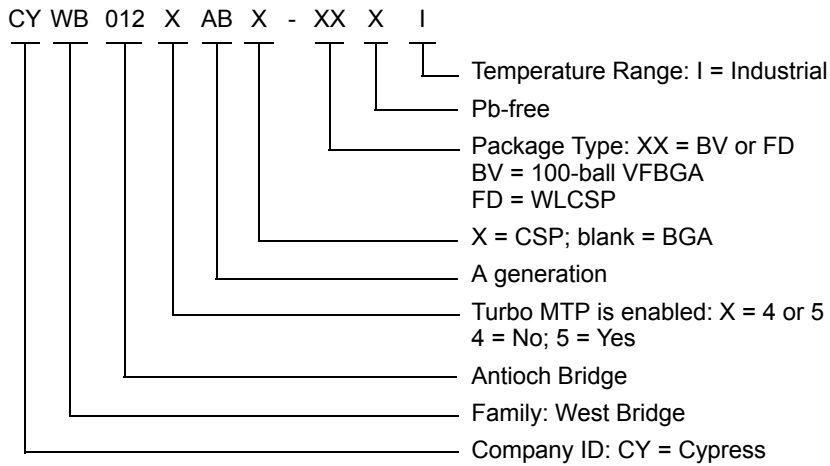 CY WB 012 X AB X - XX X I
Temperature Range: I = Industrial
Pb-free
Package Type: XX = BV or FD
BV = 100-ball VFBGA
FD = WLCSP
X = CSP; blank = BGA
A generation
Turbo MTP is enabled: X = 4 or 5
4 = No; 5 = Yes
Antioch Bridge
Family: West Bridge
Company ID: CY = Cypress